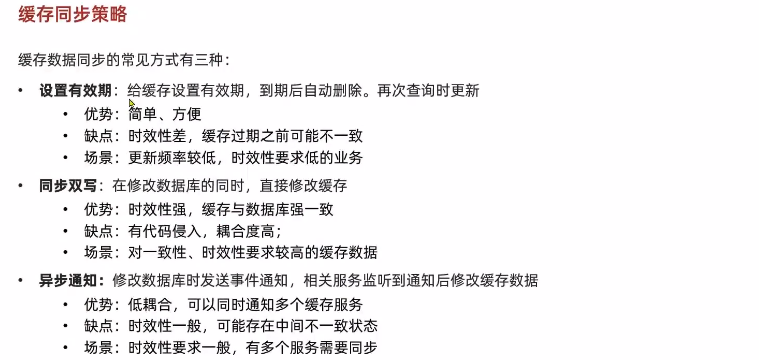 缓存同步策略
缓存数据同步的常见方式有三种：
• 设置有效期：给缓存设置有效期，到期后自动删除。再次查询时更新
• 优势：简单、方便
• 缺点：时效性差，缓存过期之前可能不一致
• 场景：更新频率较低，时效性要求低的业务
• 同步双写：在修改数据库的同时，直接修改缓存
• 优势：时效性强，缓存与数据库强一致
• 缺点：有代码侵入，耦合度高；
• 场景：对一致性、时效性要求较高的缓存数据
• 异步通知：修改数据库时发送事件通知，相关服务监听到通知后修改缓存数据
• 优势：低耦合，可以同时通知多个缓存服务
• 缺点：时效性一般，可能存在中间不一致状态
• 场景：时效性要求一般，有多个服务需要同步